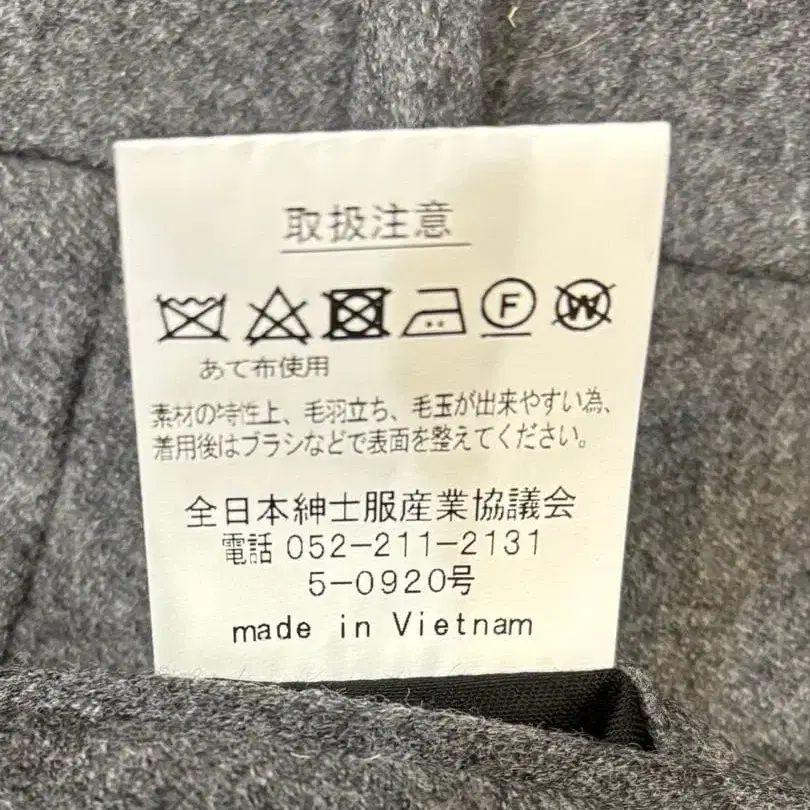 取扱注意
F W
あて布使用
素材の特性上、毛羽立ち、毛玉が出来やすい為、
着用後はブラシなどで表面を整えてください。
全日本紳士服産業協議会
電話 052-211-2131
5-0920号
made in Vietnam